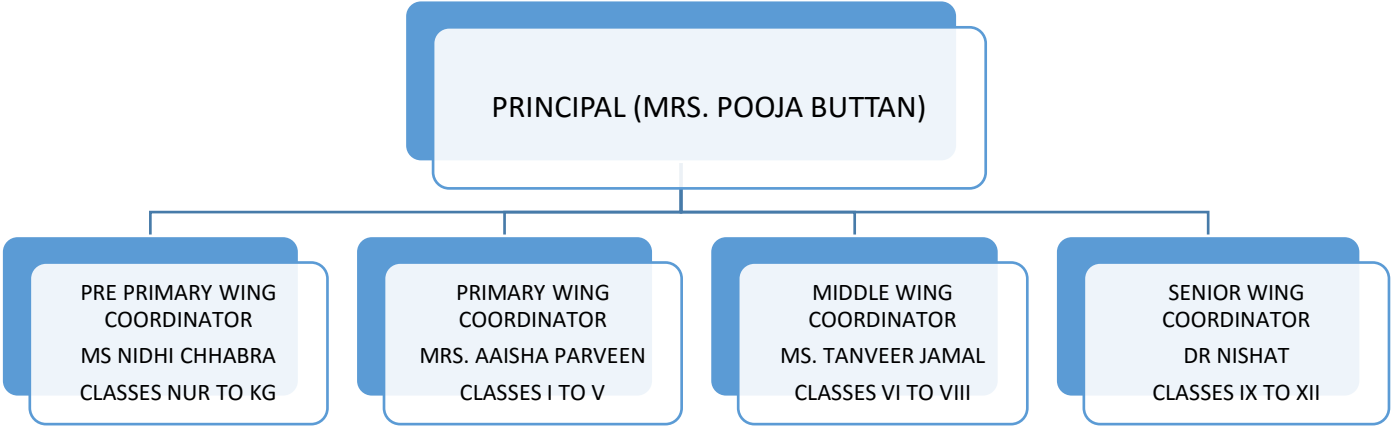 PRINCIPAL (MRS. POOJA BUTTAN)
PRE PRIMARY WING
COORDINATOR
MS NIDHI CHHABRA
CLASSES NUR TO KG
PRIMARY WING
COORDINATOR
MRS. AAISHA PARVEEN
CLASSES I TO V
MIDDLE WING
COORDINATOR
MS. TANVEER JAMAL
CLASSES VI TO VIII
SENIOR WING
COORDINATOR
DR NISHAT
CLASSES IX TO XII